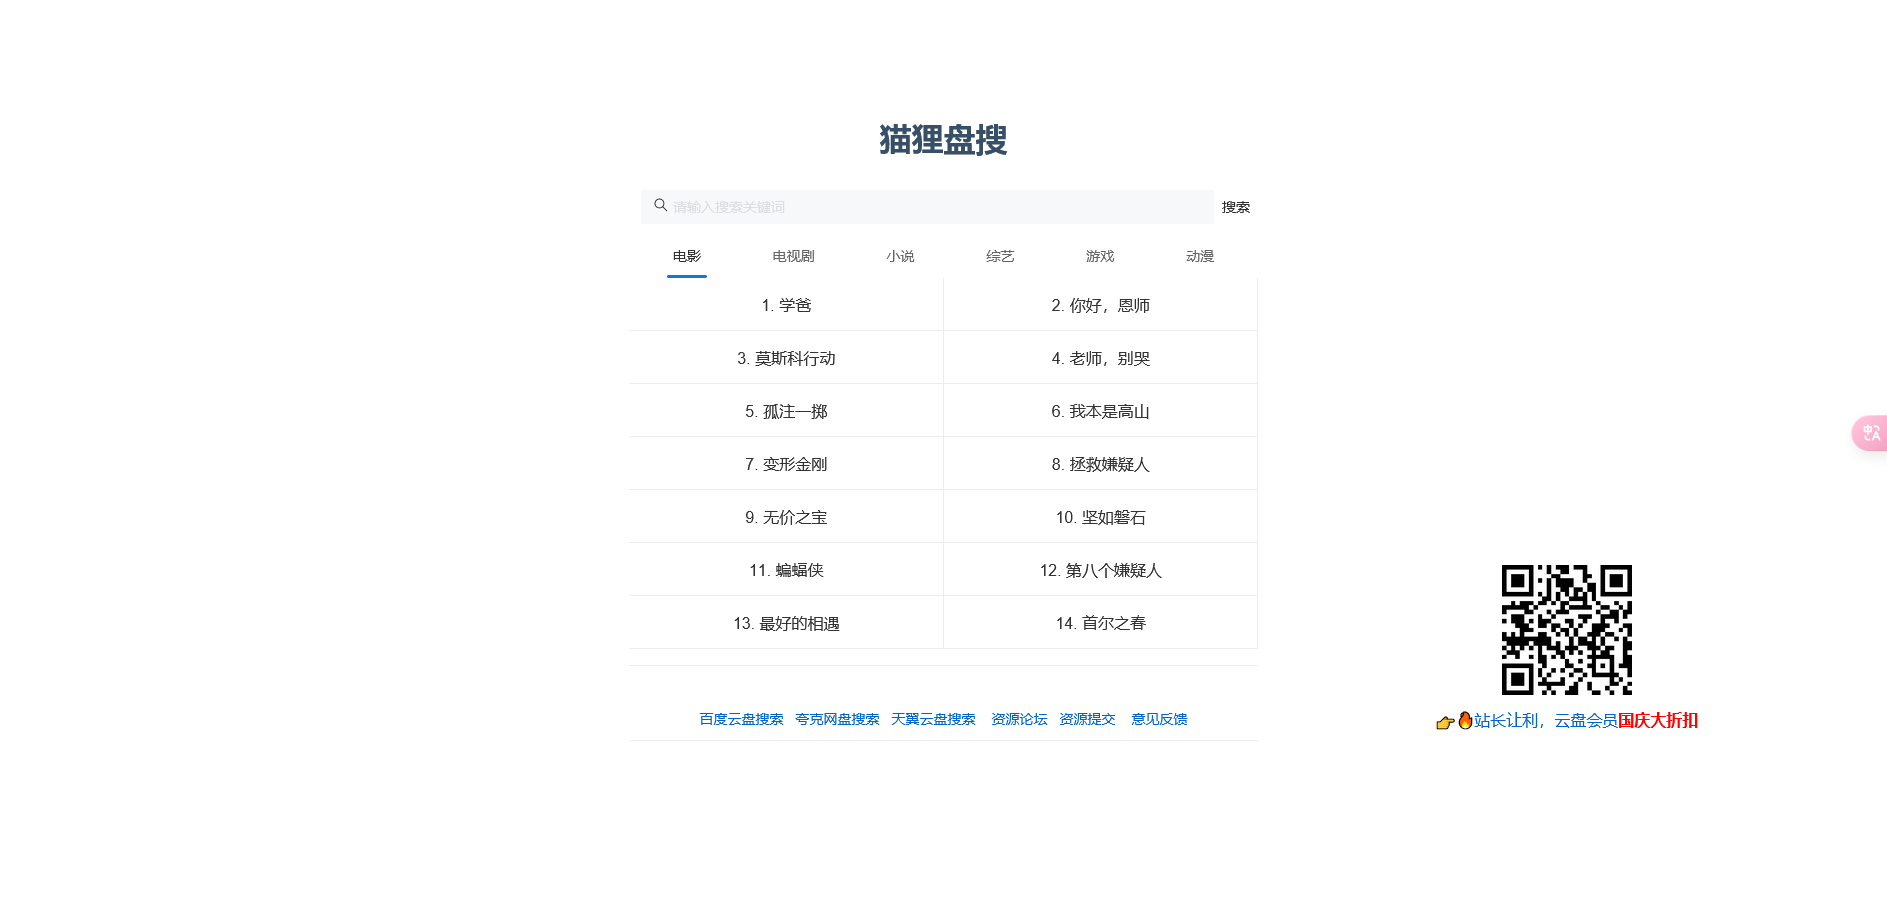 猫狸盘搜
请输入搜索关键词 搜索
电影 电视剧 小说 综艺 游戏 动漫
1. 学爸 2. 你好，恩师
3. 莫斯科行动 4. 老师，别哭
5. 孤注一掷 6. 我本是高山
7. 变形金刚 8. 拯救嫌疑人
9. 无价之宝 10. 坚如磐石
11. 蝙蝠侠 12. 第八个嫌疑人
13. 最好的相遇 14. 首尔之春
百度云盘搜索 夸克网盘搜索 天翼云盘搜索 资源论坛 资源提交 意见反馈
👉🔥站长让利，云盘会员国庆大折扣
中A